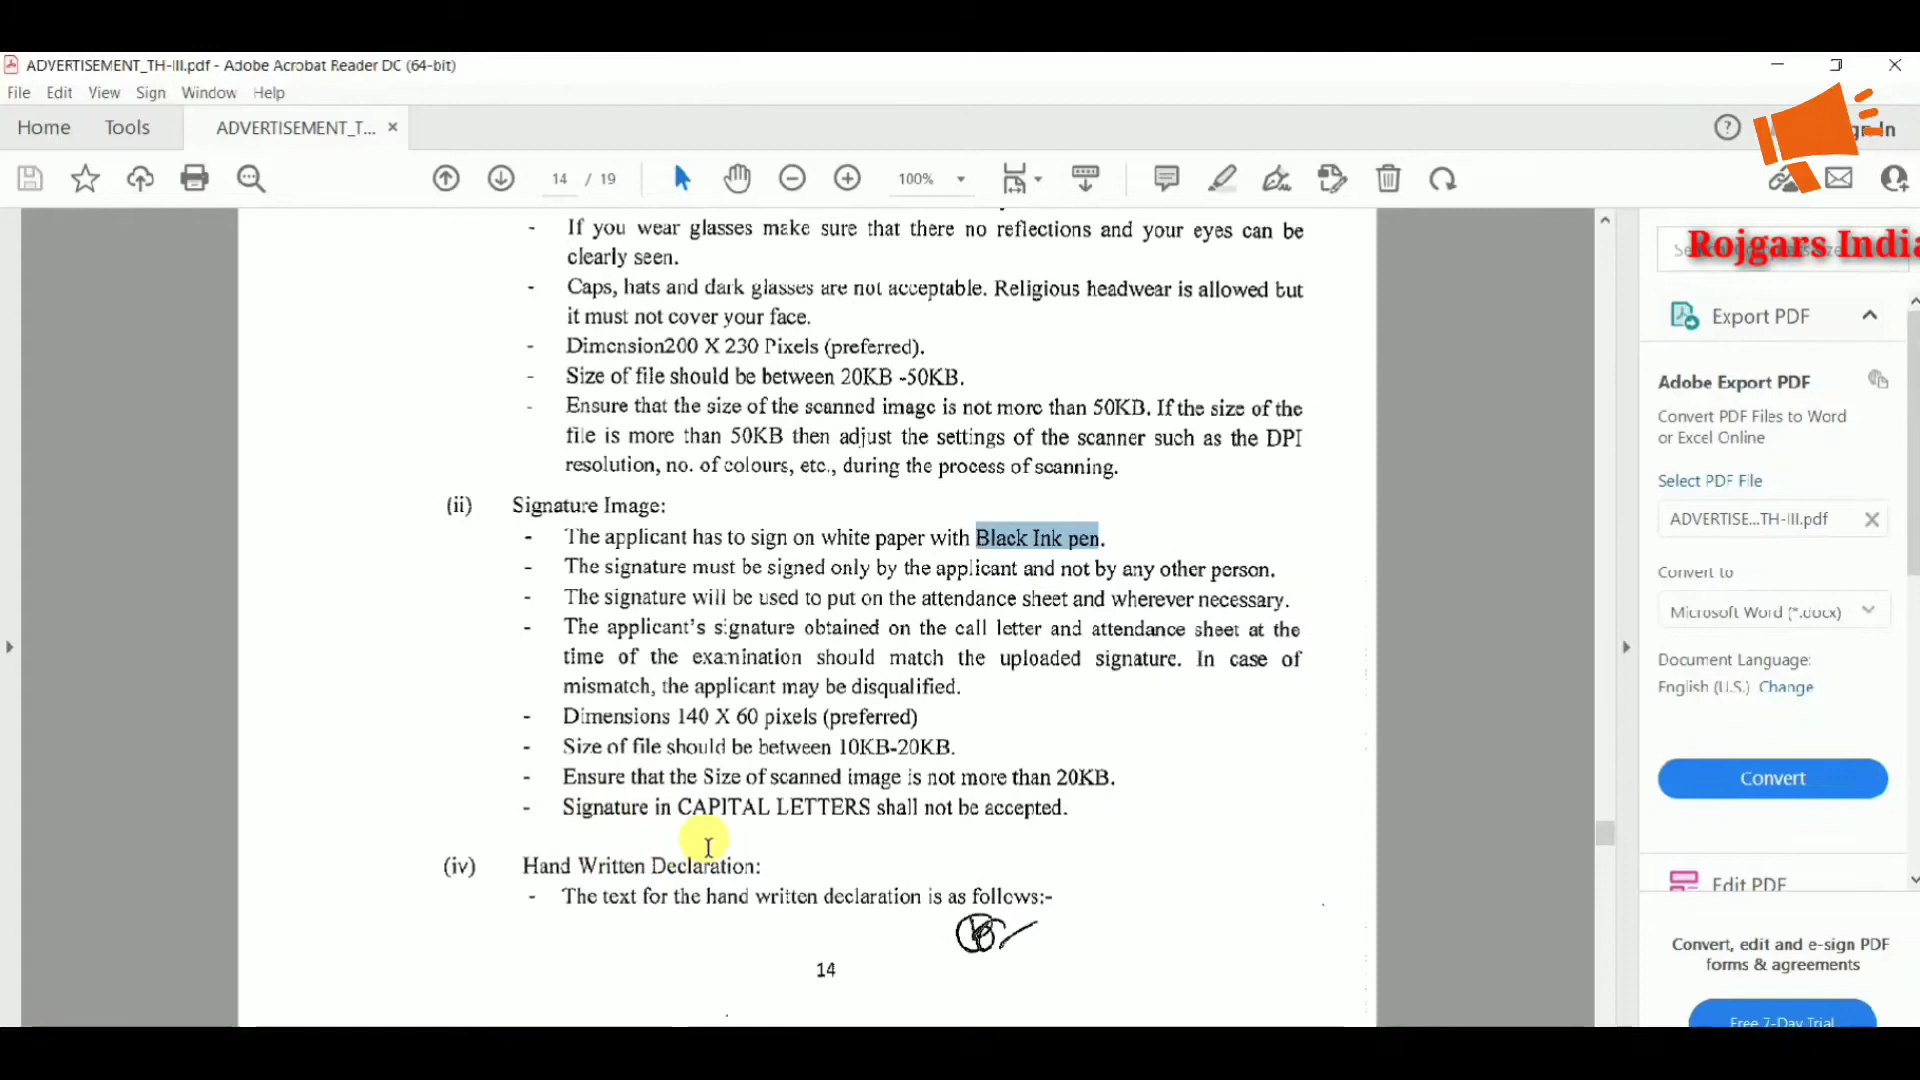 ADVERTISEMENT_TH-III.pdf - Adobe Acrobat Reader DC (64-bit)
File Edit View Sign Window Help
Home Tools ADVERTISEMENT_T... ×
14 / 19 100%
Rojgars India
- If you wear glasses make sure that there no reflections and your eyes can be
clearly seen.
- Caps, hats and dark glasses are not acceptable. Religious headwear is allowed but
it must not cover your face.
- Dimension200 X 230 Pixels (preferred).
- Size of file should be between 20KB -50KB.
- Ensure that the size of the scanned image is not more than 50KB. If the size of the
file is more than 50KB then adjust the settings of the scanner such as the DPI
resolution, no. of colours, etc., during the process of scanning.
(ii) Signature Image:
- The applicant has to sign on white paper with Black Ink pen.
- The signature must be signed only by the applicant and not by any other person.
- The signature will be used to put on the attendance sheet and wherever necessary.
- The applicant's signature obtained on the call letter and attendance sheet at the
time of the examination should match the uploaded signature. In case of
mismatch, the applicant may be disqualified.
- Dimensions 140 X 60 pixels (preferred)
- Size of file should be between 10KB-20KB.
- Ensure that the Size of scanned image is not more than 20KB.
- Signature in CAPITAL LETTERS shall not be accepted.
(iv) Hand Written Declaration:
- The text for the hand written declaration is as follows:-
14
Export PDF
Adobe Export PDF
Convert PDF Files to Word
or Excel Online
Select PDF File
ADVERTISE...TH-III.pdf
Convert to
Microsoft Word (*.docx)
Document Language:
English (U.S.) Change
Convert
Edit PDF
Convert, edit and e-sign PDF
forms & agreements
Free 7-Day Trial